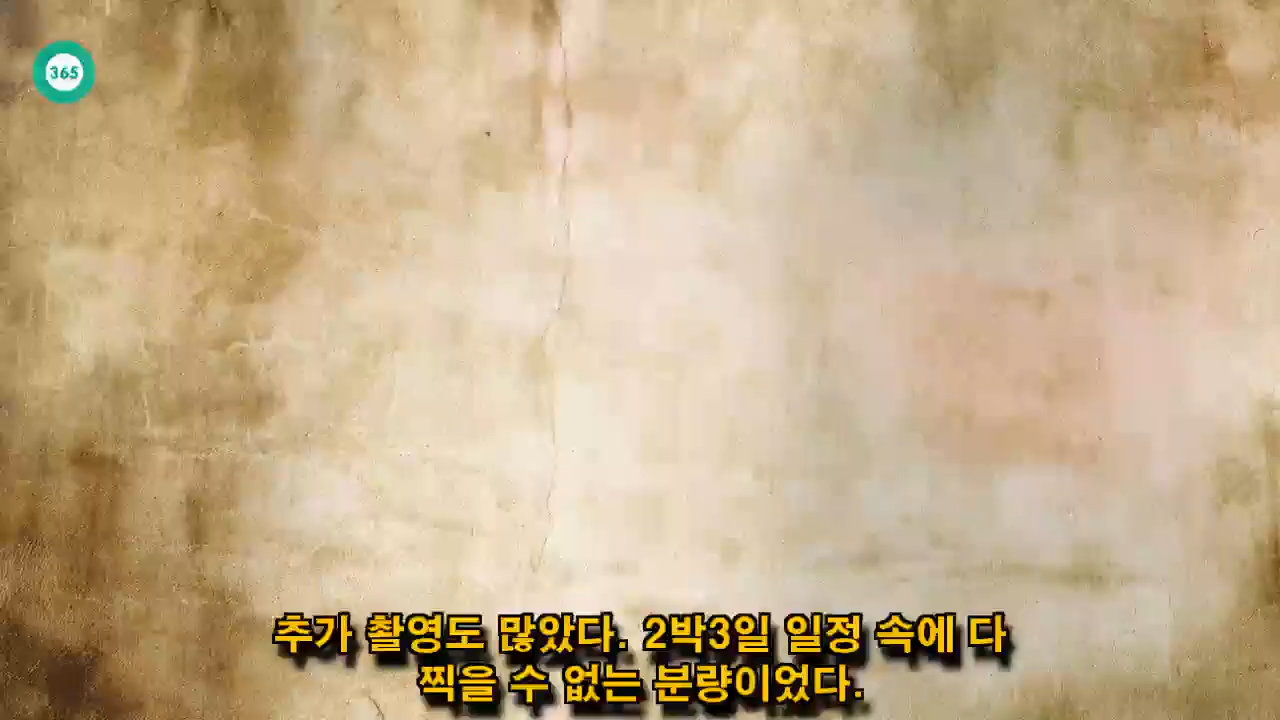 365
추가 촬영도 많았다. 2박3일 일정 속에 다
찍을 수 없는 분량이었다.